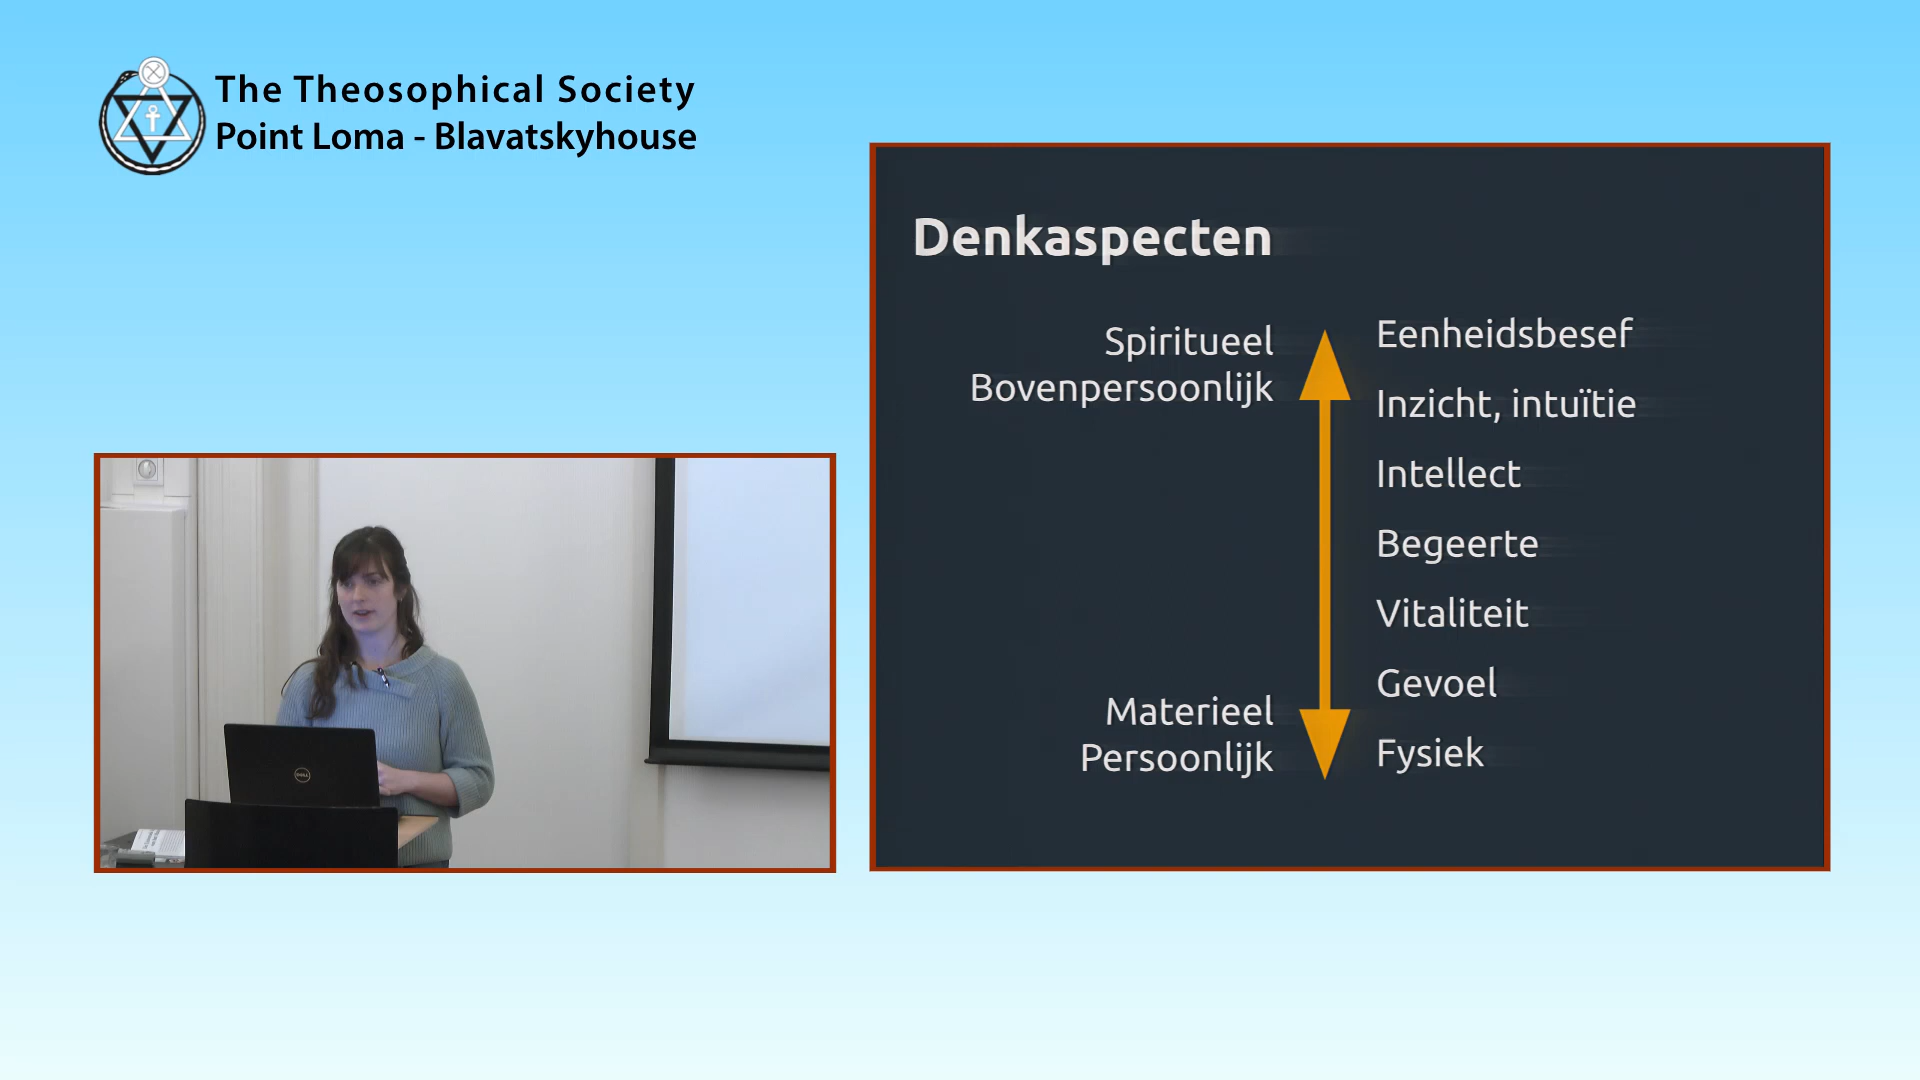 The Theosophical Society
Point Loma - Blavatskyhouse
Denkaspecten
Spiritueel
Bovenpersoonlijk
Materieel
Persoonlijk
Eenheidsbesef
Inzicht, intuïtie
Intellect
Begeerte
Vitaliteit
Gevoel
Fysiek
DELL